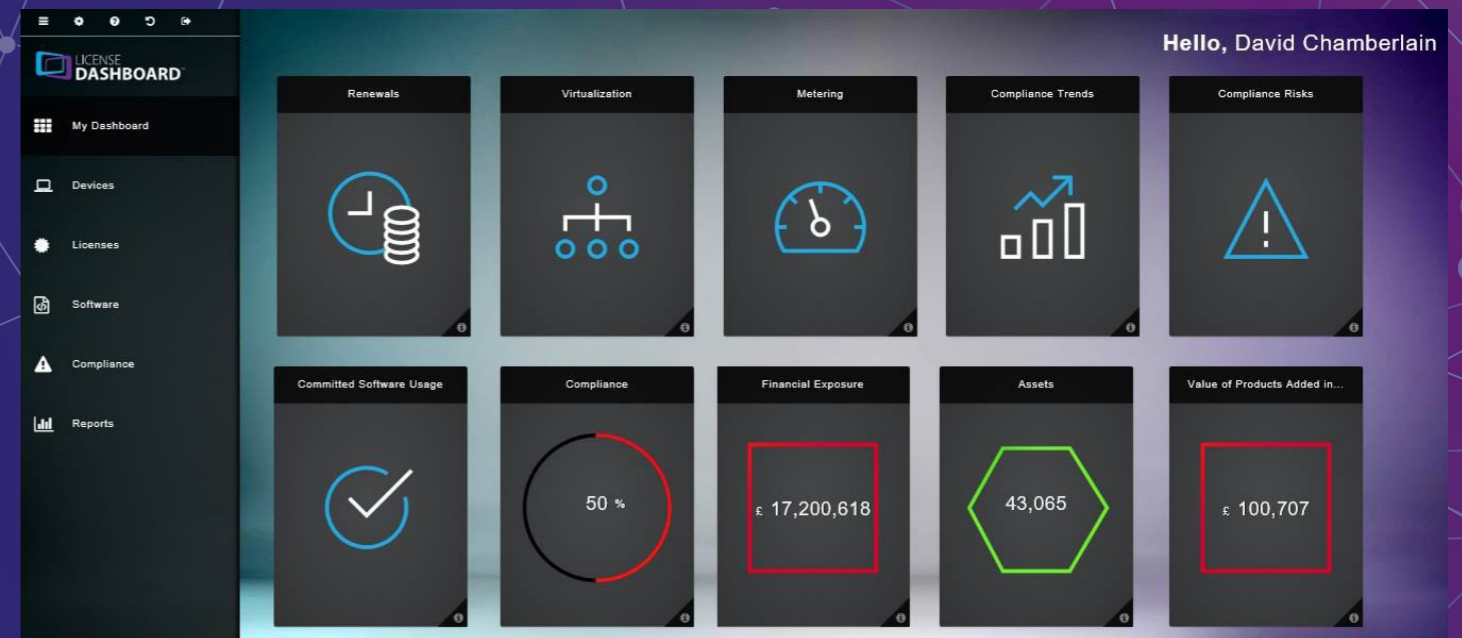 LICENSE
DASHBOARD
Hello, David Chamberlain
My Dashboard
Devices
Licenses
Software
Compliance
Reports
Renewals
Virtualization
Metering
Compliance Trends
Compliance Risks
Committed Software Usage
Compliance
Financial Exposure
Assets
Value of Products Added in...
50 %
£ 17,200,618
43,065
£ 100,707